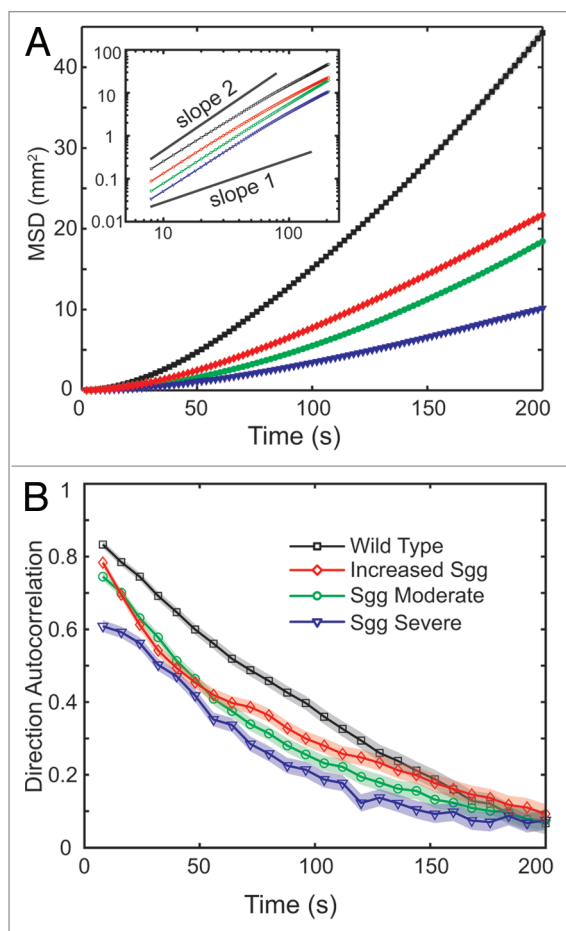 A
MSD (mm²)
40
30
20
10
0
100
10
1
0.1
0.01
slope 2
slope 1
10
100
0
50
100
150
200
Time (s)
B
Direction Autocorrelation
1
0.8
0.6
0.4
0.2
0
Wild Type
Increased Sgg
Sgg Moderate
Sgg Severe
0
50
100
150
200
Time (s)